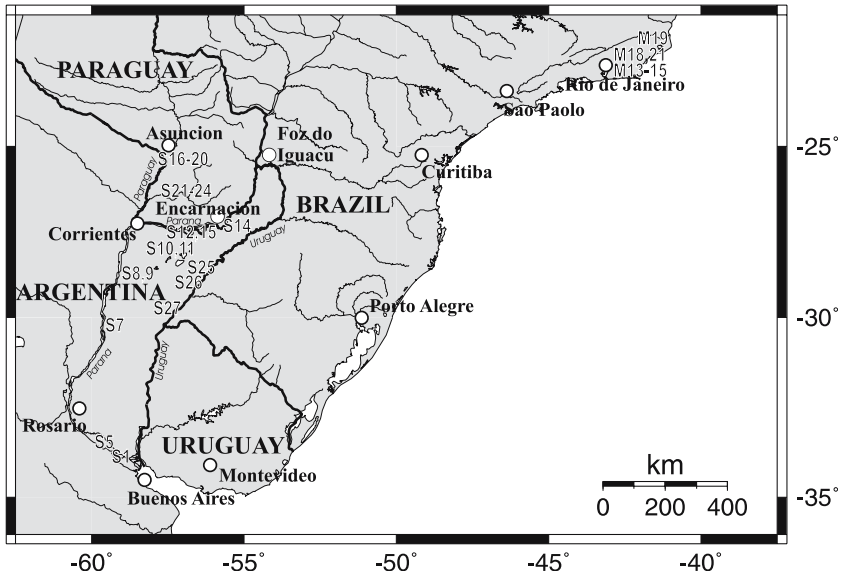 M19
M18,21
M13-15
PARAGUAY
Rio de Janeiro
Sao Paolo
Asuncion
Foz do
Iguacu
-25°
S16-20
Curitiba
Paraguay
S21-24
Encarnación
BRAZIL
Parana
S14
Corrientes
S12,15
Uruguay
S10,11
S25
S8,9
S26
ARGENTINA
S27
Porto Alegre
-30°
S7
Uruguay
Parana
Rosario
S5
URUGUAY
S1
Montevideo
km
Buenos Aires
0 200 400
-35°
-60° -55° -50° -45° -40°